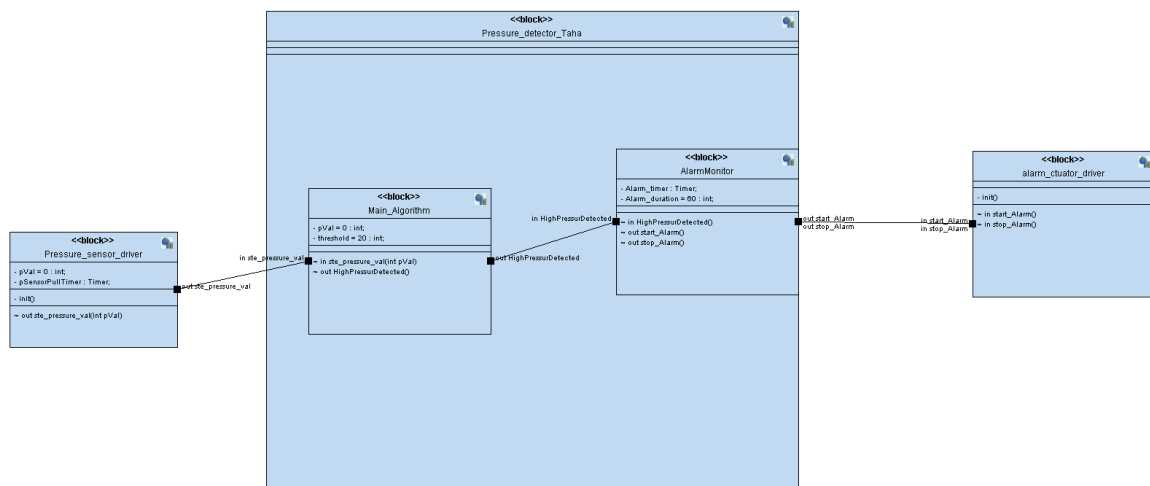 <<block>>
Pressure_detector_Taha
<<block>>
Pressure_sensor_driver
- pVal = 0 : int;
- pSensorPullTimer : Timer;
- init()
~ out ste_pressure_val(int pVal)
out ste_pressure_val
in ste_pressure_val
<<block>>
Main_Algorithm
- pVal = 0 : int;
- threshold = 20 : int;
~ in ste_pressure_val(int pVal)
~ out HighPressurDetected()
out HighPressurDetected
in HighPressurDetected
<<block>>
AlarmMonitor
- Alarm_timer : Timer;
- Alarm_duration = 60 : int;
~ in HighPressurDetected()
~ out start_Alarm()
~ out stop_Alarm()
out start_Alarm
out stop_Alarm
in start_Alarm
in stop_Alarm
<<block>>
alarm_ctuator_driver
- init()
~ in start_Alarm()
~ in stop_Alarm()